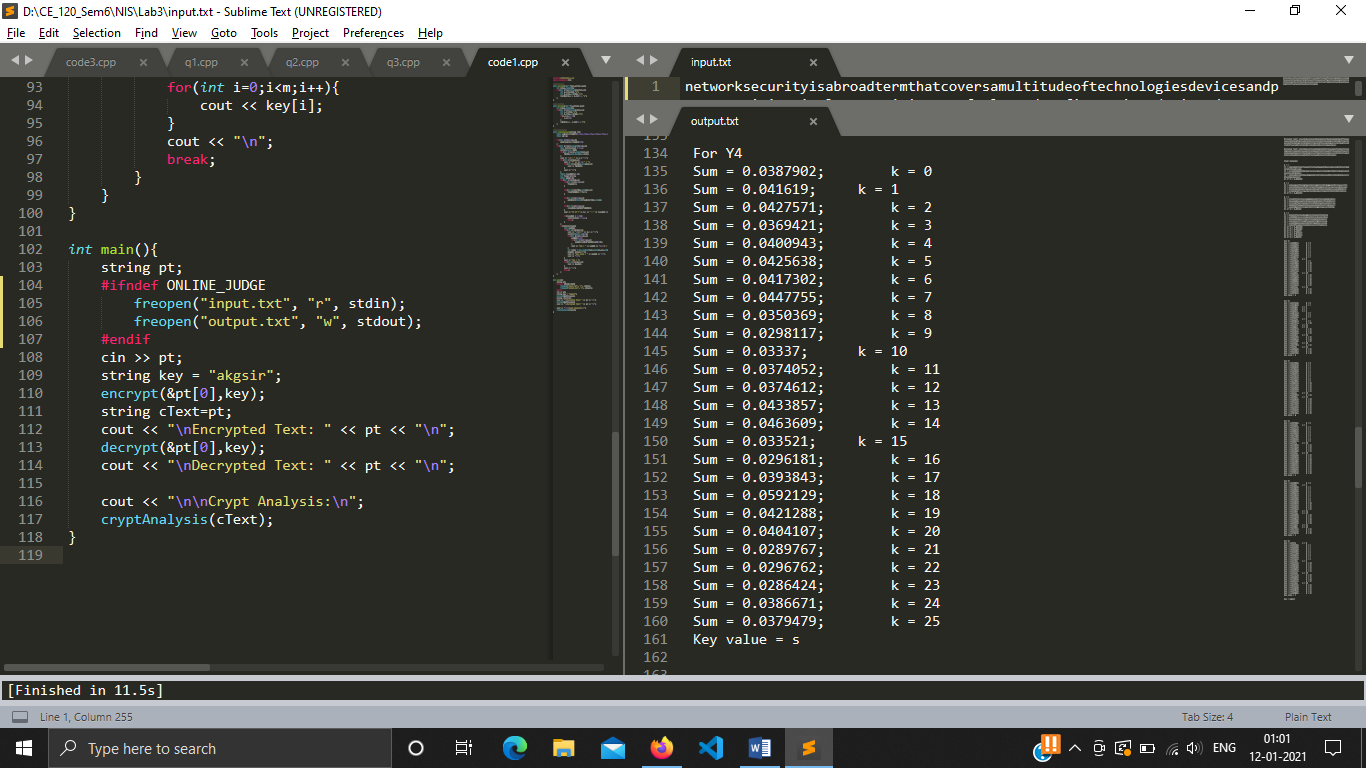 D:\CE_120_Sem6\NIS\Lab3\input.txt - Sublime Text (UNREGISTERED)
File Edit Selection Find View Goto Tools Project Preferences Help
code3.cpp q1.cpp q2.cpp q3.cpp code1.cpp
93 for(int i=0;i<m;i++){
94 cout << key[i];
95 }
96 cout << "\n";
97 break;
98 }
99 }
100 }
101
102 int main(){
103 string pt;
104 #ifndef ONLINE_JUDGE
105 freopen("input.txt", "r", stdin);
106 freopen("output.txt", "w", stdout);
107 #endif
108 cin >> pt;
109 string key = "akgsir";
110 encrypt(&pt[0],key);
111 string cText=pt;
112 cout << "\nEncrypted Text: " << pt << "\n";
113 decrypt(&pt[0],key);
114 cout << "\nDecrypted Text: " << pt << "\n";
115
116 cout << "\n\nCrypt Analysis:\n";
117 cryptAnalysis(cText);
118 }
119
input.txt
1 networksecurityisabroadtermthatcoversamultitudeoftechnologiesdevicesandp
output.txt
134 For Y4
135 Sum = 0.0387902; k = 0
136 Sum = 0.041619; k = 1
137 Sum = 0.0427571; k = 2
138 Sum = 0.0369421; k = 3
139 Sum = 0.0400943; k = 4
140 Sum = 0.0425638; k = 5
141 Sum = 0.0417302; k = 6
142 Sum = 0.0447755; k = 7
143 Sum = 0.0350369; k = 8
144 Sum = 0.0298117; k = 9
145 Sum = 0.03337; k = 10
146 Sum = 0.0374052; k = 11
147 Sum = 0.0374612; k = 12
148 Sum = 0.0433857; k = 13
149 Sum = 0.0463609; k = 14
150 Sum = 0.033521; k = 15
151 Sum = 0.0296181; k = 16
152 Sum = 0.0393843; k = 17
153 Sum = 0.0592129; k = 18
154 Sum = 0.0421288; k = 19
155 Sum = 0.0404107; k = 20
156 Sum = 0.0289767; k = 21
157 Sum = 0.0296762; k = 22
158 Sum = 0.0286424; k = 23
159 Sum = 0.0386671; k = 24
160 Sum = 0.0379479; k = 25
161 Key value = s
162
[Finished in 11.5s]
Line 1, Column 255 Tab Size: 4 Plain Text
Type here to search
ENG
01:01
12-01-2021